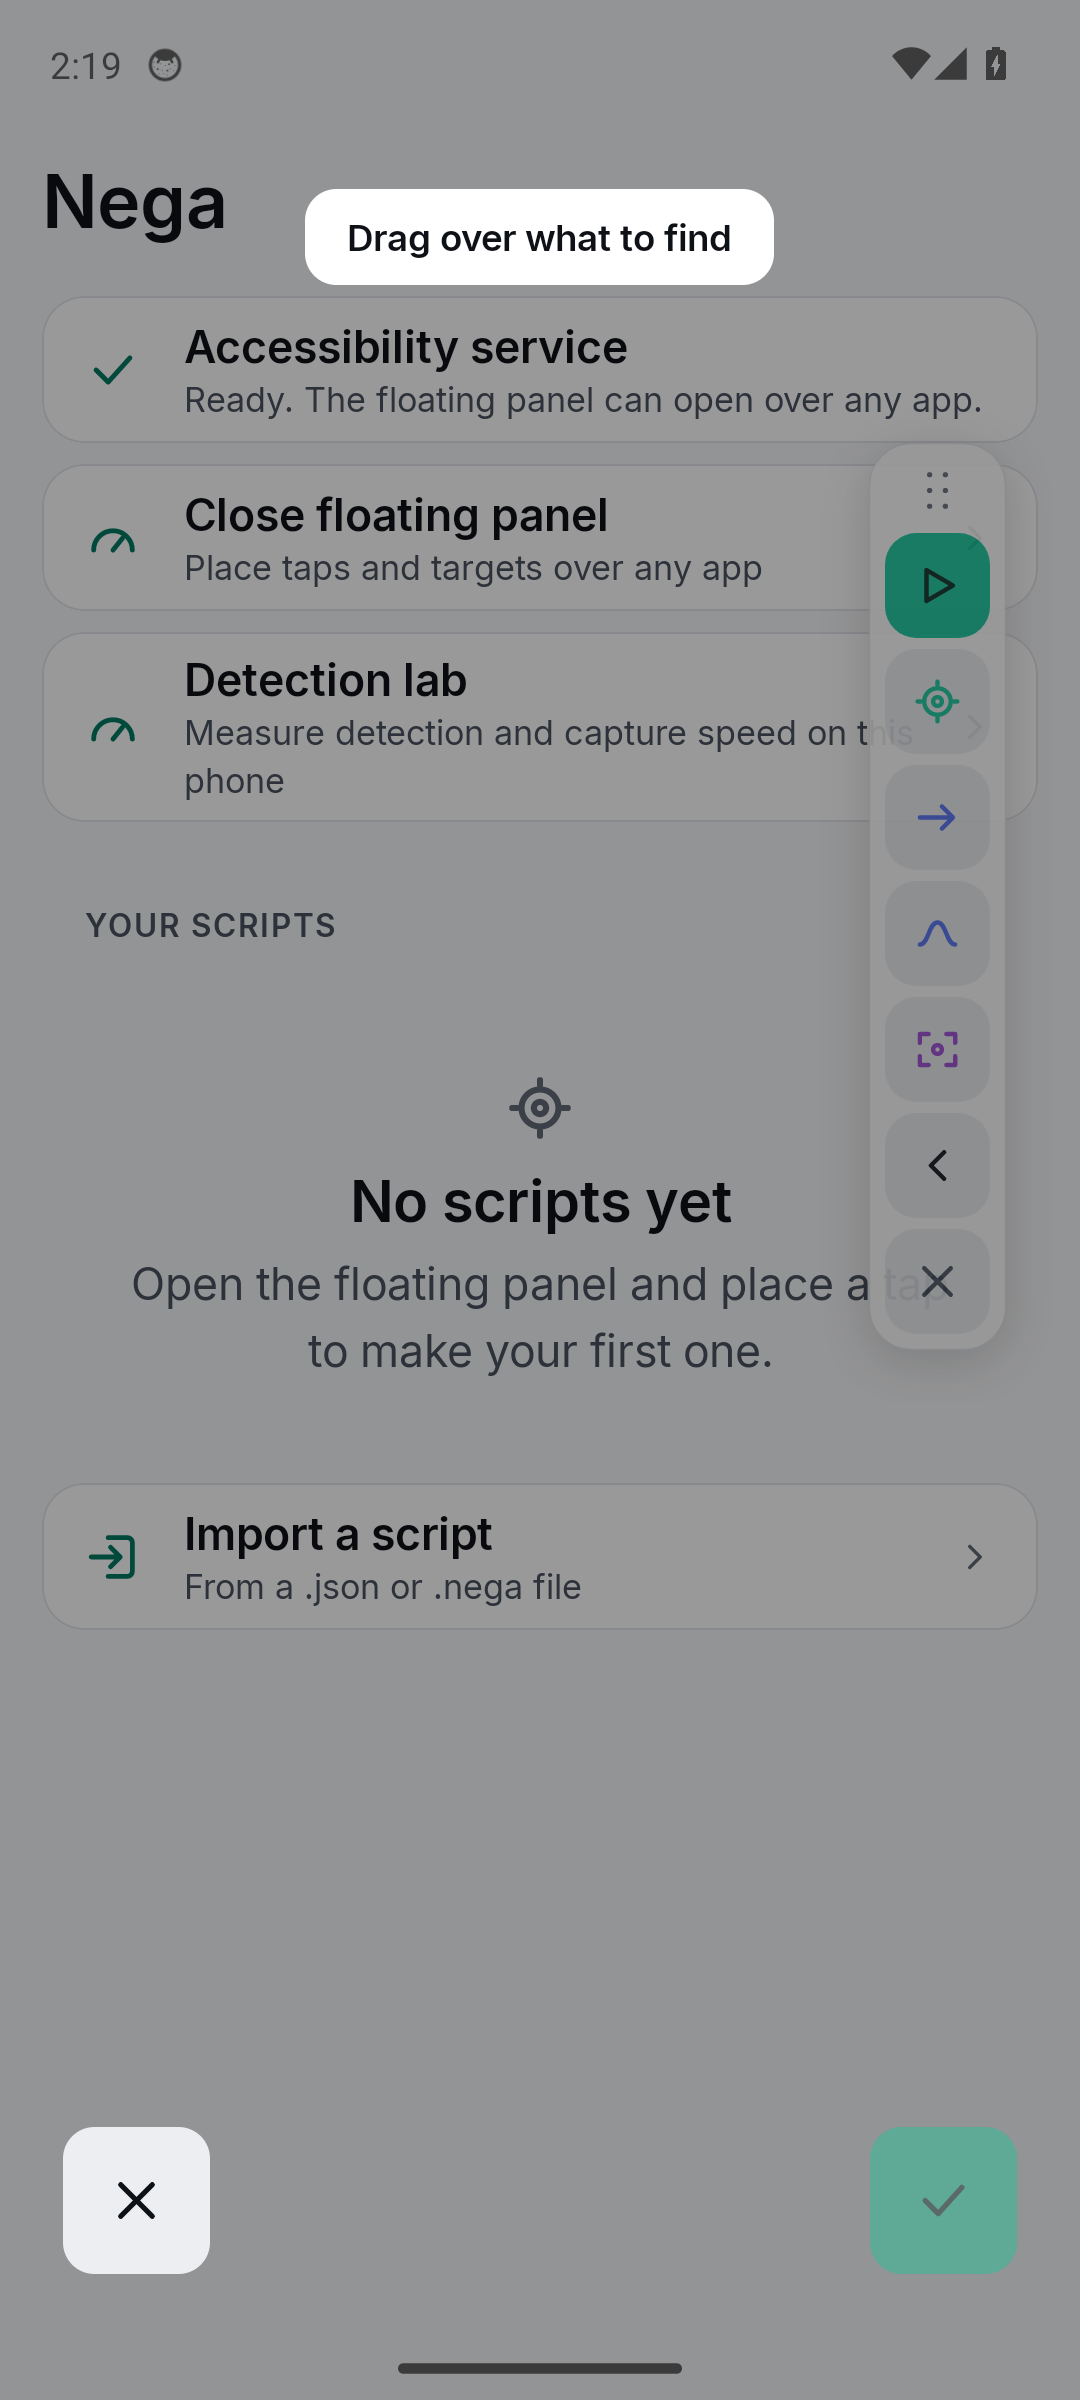 2:19
Nega
Drag over what to find
Accessibility service
Ready. The floating panel can open over any app.
Close floating panel
Place taps and targets over any app
Detection lab
Measure detection and capture speed on this
phone
YOUR SCRIPTS
No scripts yet
Open the floating panel and place a tap
to make your first one.
Import a script
From a .json or .nega file